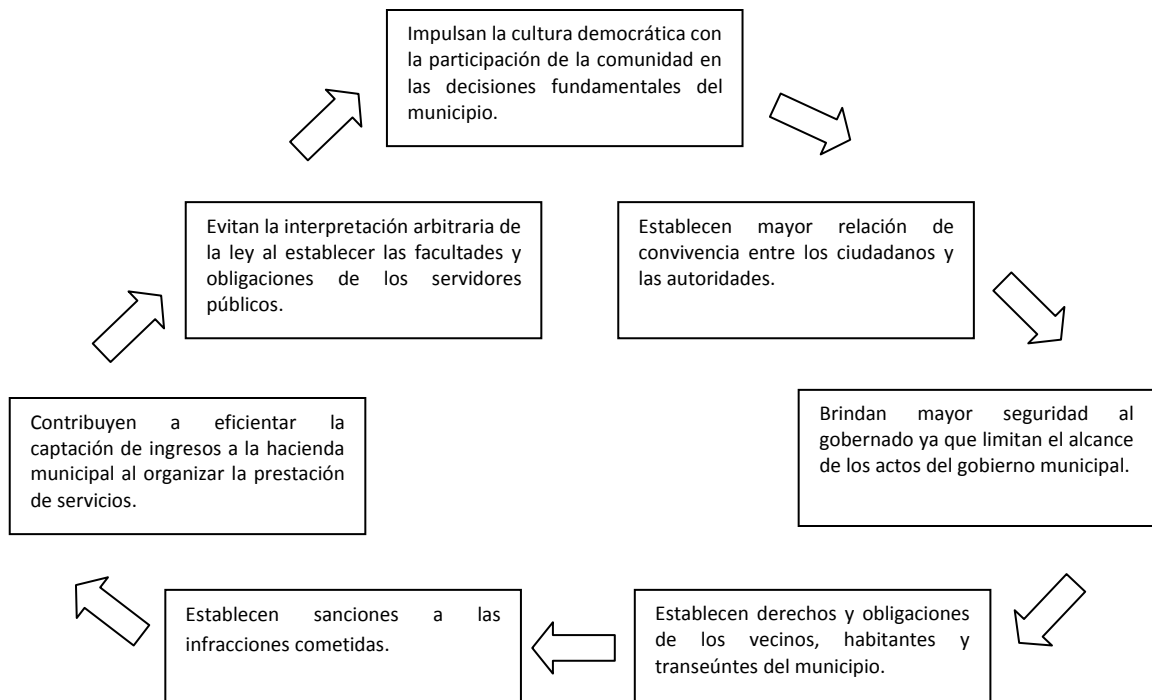 Impulsan la cultura democrática con
la participación de la comunidad en
las decisiones fundamentales del
municipio.
Evitan la interpretación arbitraria de
la ley al establecer las facultades y
obligaciones de los servidores
públicos.
Establecen mayor relación de
convivencia entre los ciudadanos y
las autoridades.
Contribuyen a eficientar la
captación de ingresos a la hacienda
municipal al organizar la prestación
de servicios.
Brindan mayor seguridad al
gobernado ya que limitan el alcance
de los actos del gobierno municipal.
Establecen sanciones a las
infracciones cometidas.
Establecen derechos y obligaciones
de los vecinos, habitantes y
transeúntes del municipio.